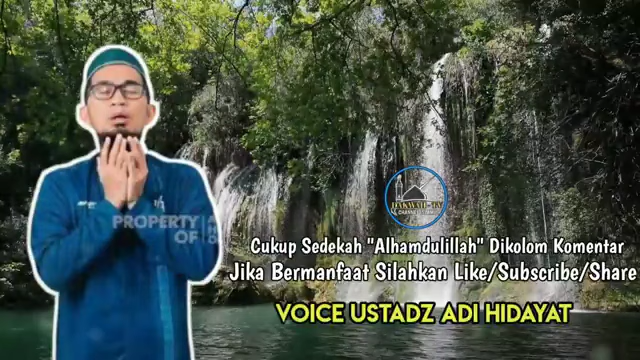 PROPERTY
OF
DAKWAH TV
CHANNEL
Cukup Sedekah "Alhamdulillah" Dikolom Komentar
Jika Bermanfaat Silahkan Like/Subscribe/Share
VOICE USTADZ ADI HIDAYAT